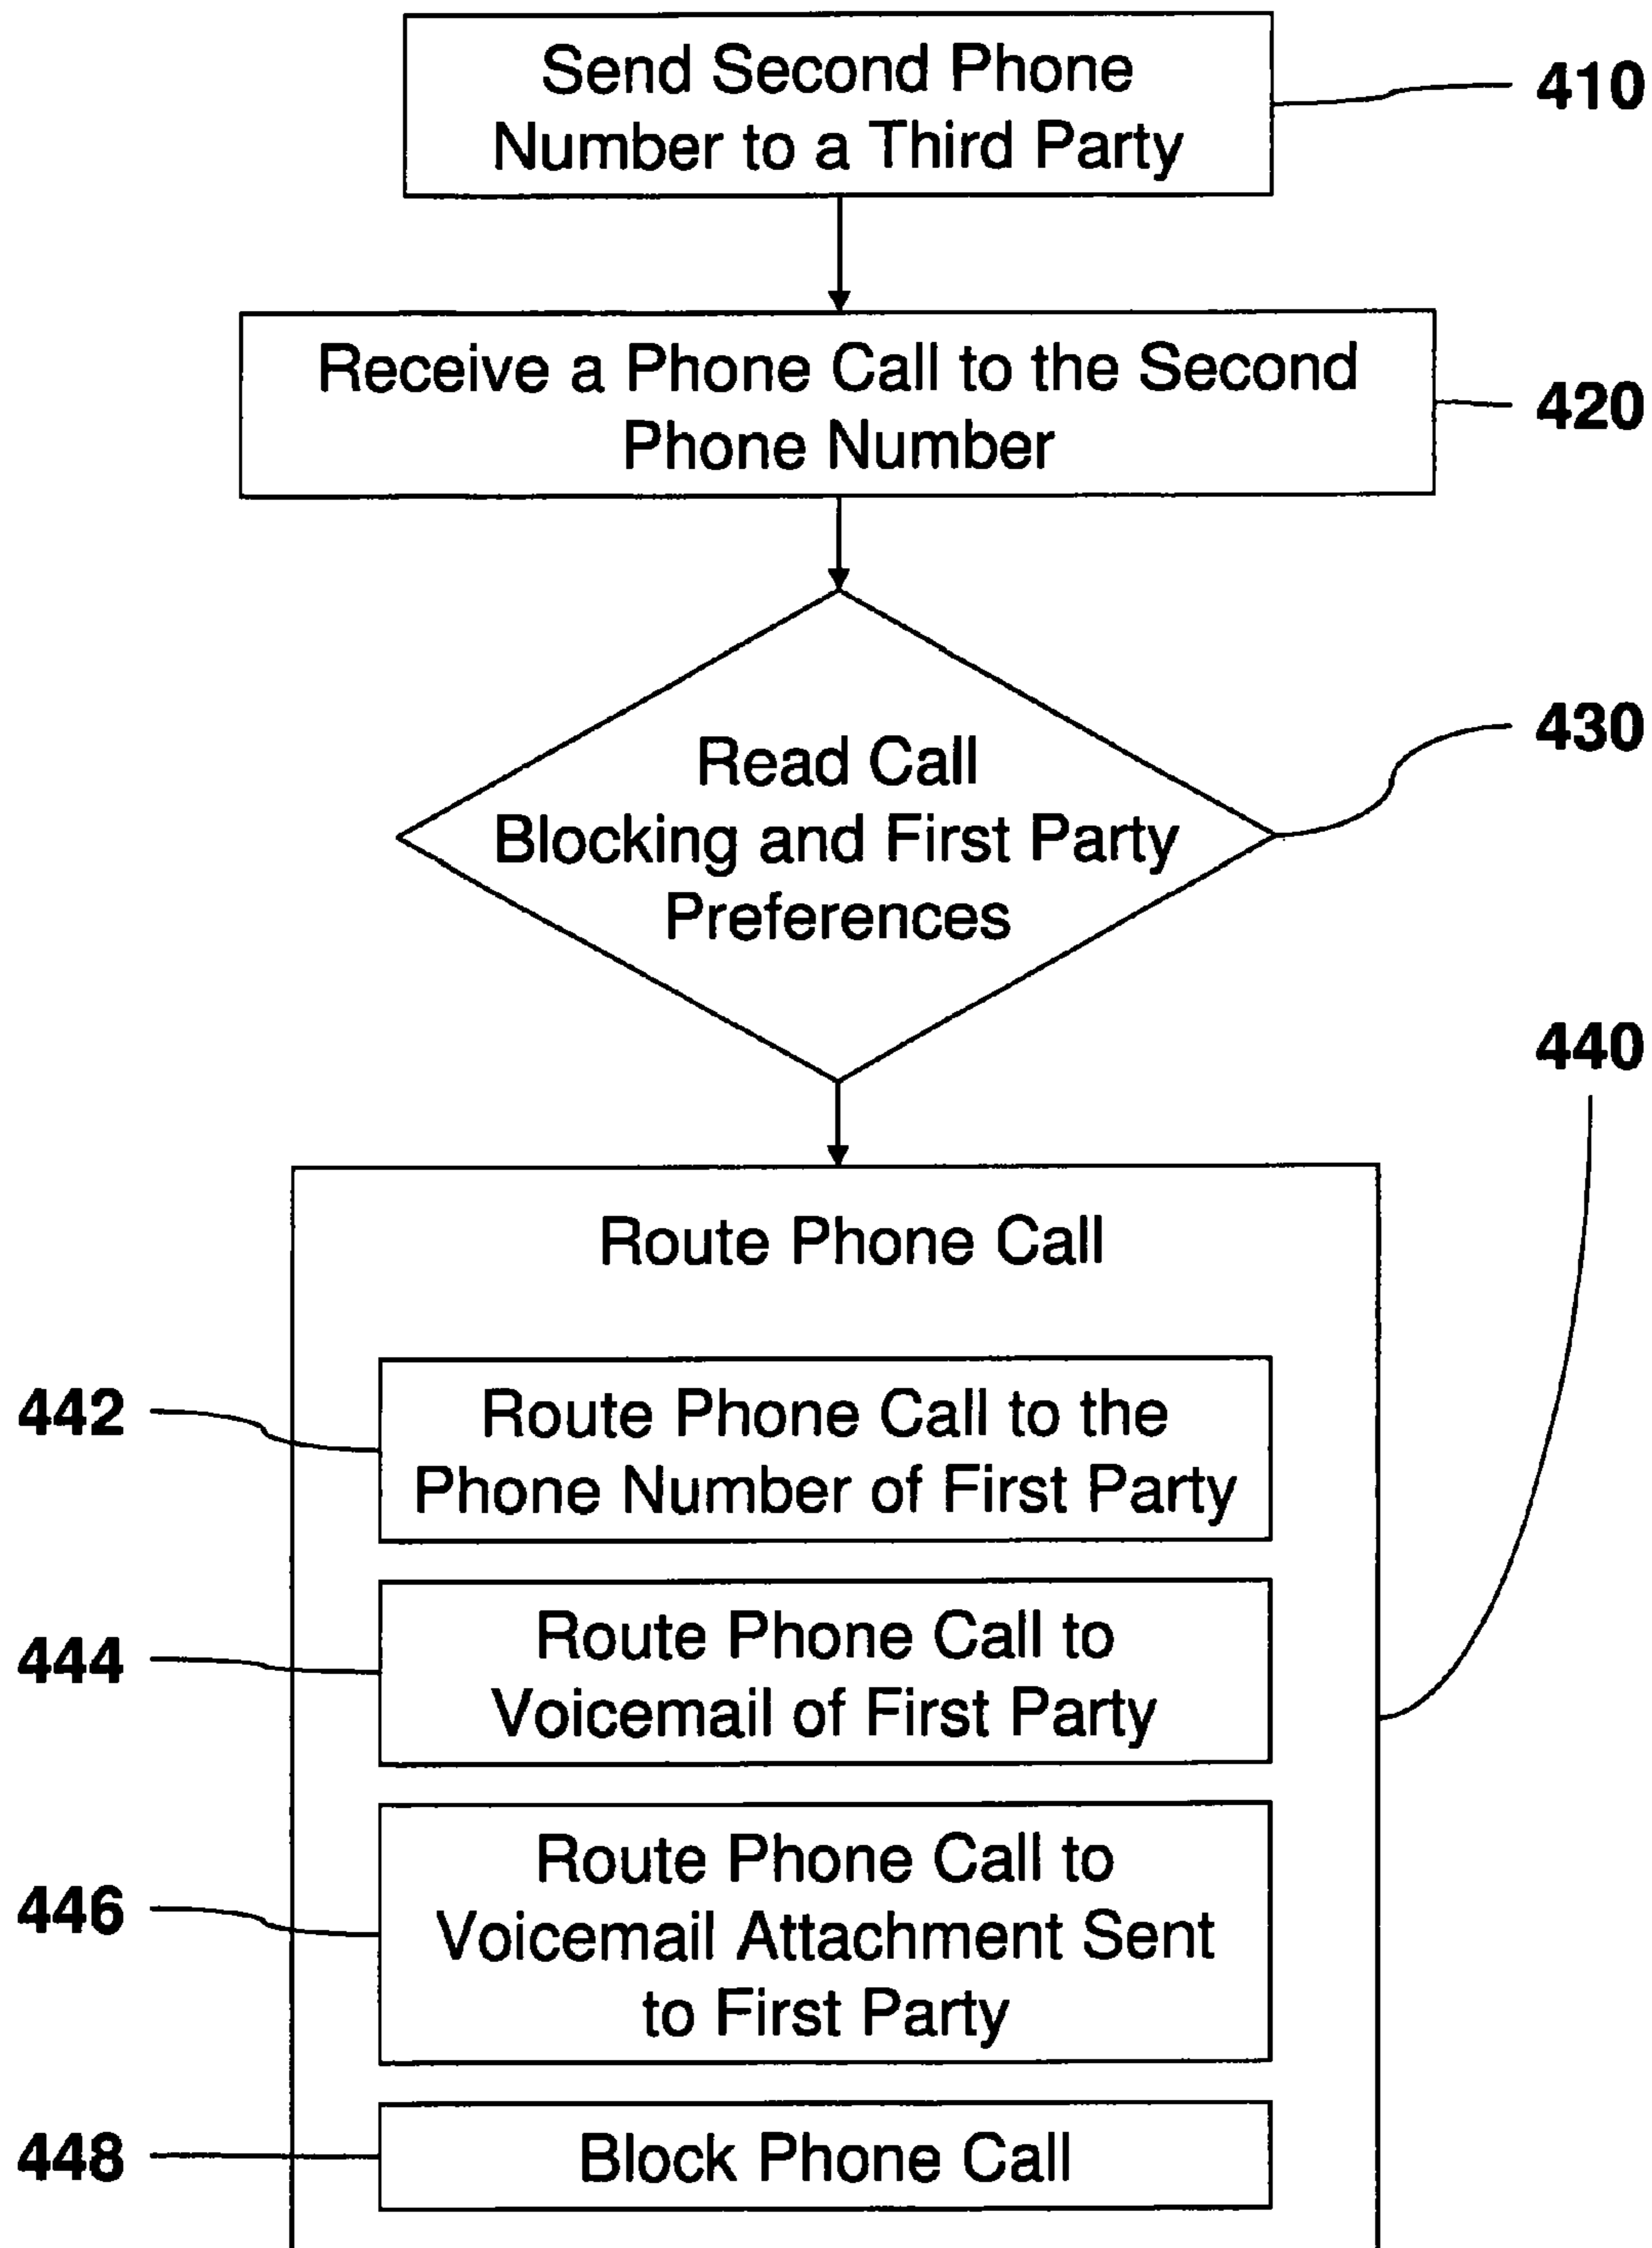 Send Second Phone
Number to a Third Party
410
Receive a Phone Call to the Second
Phone Number
420
Read Call
Blocking and First Party
Preferences
430
440
Route Phone Call
442
Route Phone Call to the
Phone Number of First Party
444
Route Phone Call to
Voicemail of First Party
446
Route Phone Call to
Voicemail Attachment Sent
to First Party
448
Block Phone Call